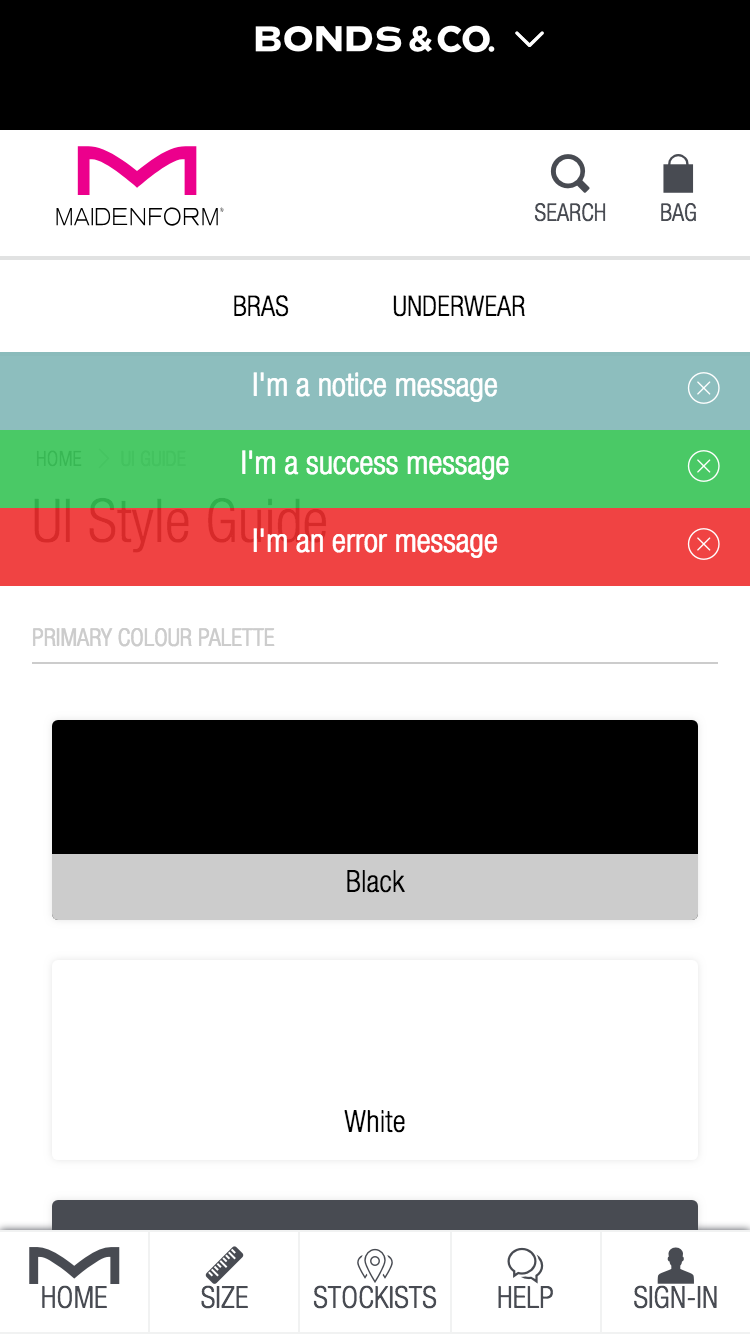 BONDS & CO.
MAIDENFORM®
SEARCH
BAG
BRAS
UNDERWEAR
I'm a notice message
HOME
UI GUIDE
I'm a success message
UI Style Guide
I'm an error message
PRIMARY COLOUR PALETTE
Black
White
HOME
SIZE
STOCKISTS
HELP
SIGN-IN